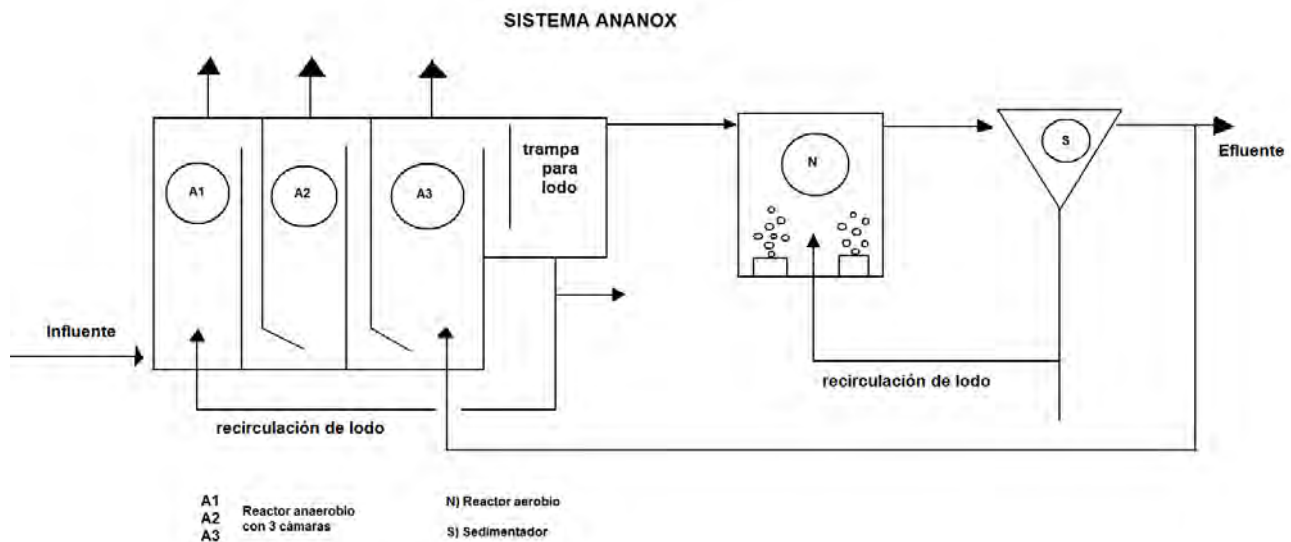 SISTEMA ANANOX
A1
A2
A3
trampa
para
lodo
N
S
Efluente
Influente
recirculación de lodo
recirculación de lodo
A1
A2
A3
Reactor anaerobio
con 3 cámaras
N) Reactor aerobio
S) Sedimentador